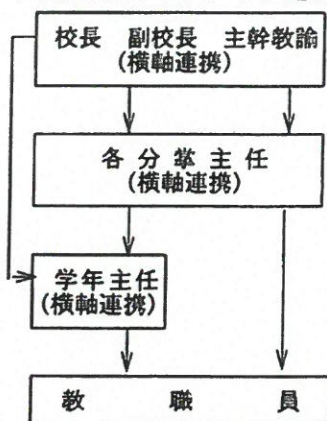 校長 副校長 主幹教諭
(横軸連携)
各分掌主任
(横軸連携)
学年主任
(横軸連携)
教職員